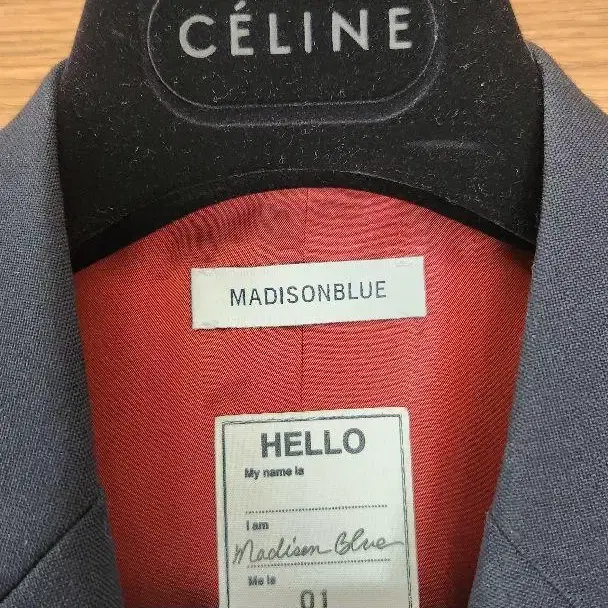 CÉLINE
MADISONBLUE
HELLO
My name is
I am
Madison Blue
Me is
01